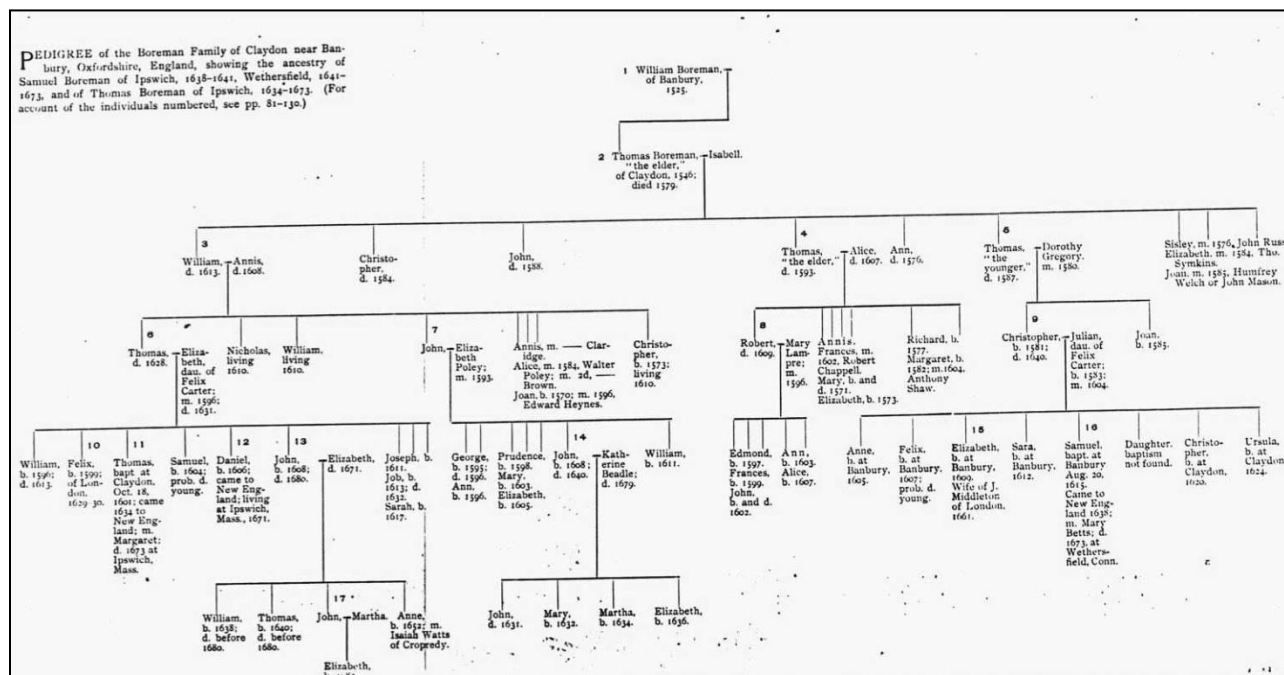 PEDIGREE of the Boreman Family of Claydon near Ban-
bury, Oxfordshire, England, showing the ancestry of
Samuel Boreman of Ipswich, 1638-1641, Wethersfield, 1641-
1673, and of Thomas Boreman of Ipswich, 1634-1673. (For
account of the individuals numbered, see pp. 81-130.)
1 William Boreman,
of Banbury,
1525.
2 Thomas Boreman, Isabell.
"the elder,"
of Claydon, 1546;
died 1579.
3
William, Annis,
d. 1613. d. 1608.
Christo-
pher,
d. 1584.
John,
d. 1588.
4
Thomas, Alice,
"the elder," d. 1607.
d. 1593.
Ann,
d. 1576.
5
Thomas, Dorothy
"the Gregory.
younger," m. 1580.
d. 1587.
Sisley, m. 1576, John Russ
Elizabeth, m. 1584, Tho.
Symkins.
Joan, m. 1585, Humfrey
Welch or John Mason.
6
Thomas, Eliza-
d. 1628. beth,
dau. of
Felix
Carter;
m. 1596;
d. 1631.
Nicholas,
living
1610.
William,
living
1610.
7
John, Eliza-
beth
Poley;
m. 1593.
Annis, m. — Clar-
idge.
Alice, m. 1584, Walter
Poley; m. 2d, —
Brown.
Joan, b. 1570; m. 1596,
Edward Heynes.
Christo-
pher,
b. 1573;
living
1610.
8
Robert, Mary
d. 1609. Lam-
pre;
m.
1596.
Annis.
Frances, m.
1602, Robert
Chappell.
Mary, b. and
d. 1571.
Elizabeth, b. 1573.
Richard, b.
1577.
Margaret, b.
1582; m. 1604,
Anthony
Shaw.
9
Christopher, Julian,
b. 1581; dau. of
d. 1640. Felix
Carter;
b. 1583;
m. 1604.
Joan,
b. 1585.
William,
b. 1596;
d. 1613.
10
Felix,
b. 1599;
of Lon-
don.
1629-30.
11
Thomas,
bapt. at
Claydon,
Oct. 18,
1601; came
1634 to
New Eng-
land; m.
Margaret;
d. 1673 at
Ipswich,
Mass.
Samuel,
b. 1604;
prob. d.
young.
12
Daniel,
b. 1606;
came to
New Eng-
land; living
at Ipswich,
Mass., 1671.
13
John, Elizabeth,
b. 1608; d. 1671.
d. 1680.
Joseph, b.
1611.
Job, b.
1613; d.
1632.
Sarah, b.
1617.
George,
b. 1595;
d. 1596.
Ann,
b. 1596.
Prudence,
b. 1598.
Mary,
b. 1603.
Elizabeth,
b. 1605.
14
John, Kath-
b. 1608; erine
d. 1640. Beadle;
d. 1679.
William,
b. 1611.
Edmond,
b. 1597.
Frances,
b. 1599.
John,
b. and d.
1602.
Ann,
b. 1603.
Alice,
b. 1607.
Anne,
b. at
Banbury,
1605.
Felix,
b. at
Banbury,
1607;
prob. d.
young.
15
Elizabeth,
b. at
Banbury,
1609.
Wife of J.
Middleton
of London,
1661.
Sara,
b. at
Banbury,
1612.
16
Samuel,
bapt. at
Banbury
Aug. 20,
1615.
Came to
New Eng-
land 1638;
m. Mary
Betts; d.
1673, at
Wethers-
field, Conn.
Daughter,
baptism
not found.
Christo-
pher, b.
at
Claydon,
1620.
Ursula,
b. at
Claydon,
1624.
William,
b. 1638;
d. before
1680.
Thomas,
b. 1640;
d. before
1680.
17
John, Martha.
Anne,
b. 1652; m.
Isaiah Watts
of Cropredy.
John,
d. 1631.
Mary,
b. 1632.
Martha,
b. 1634.
Elizabeth,
b. 1636.
Elizabeth,